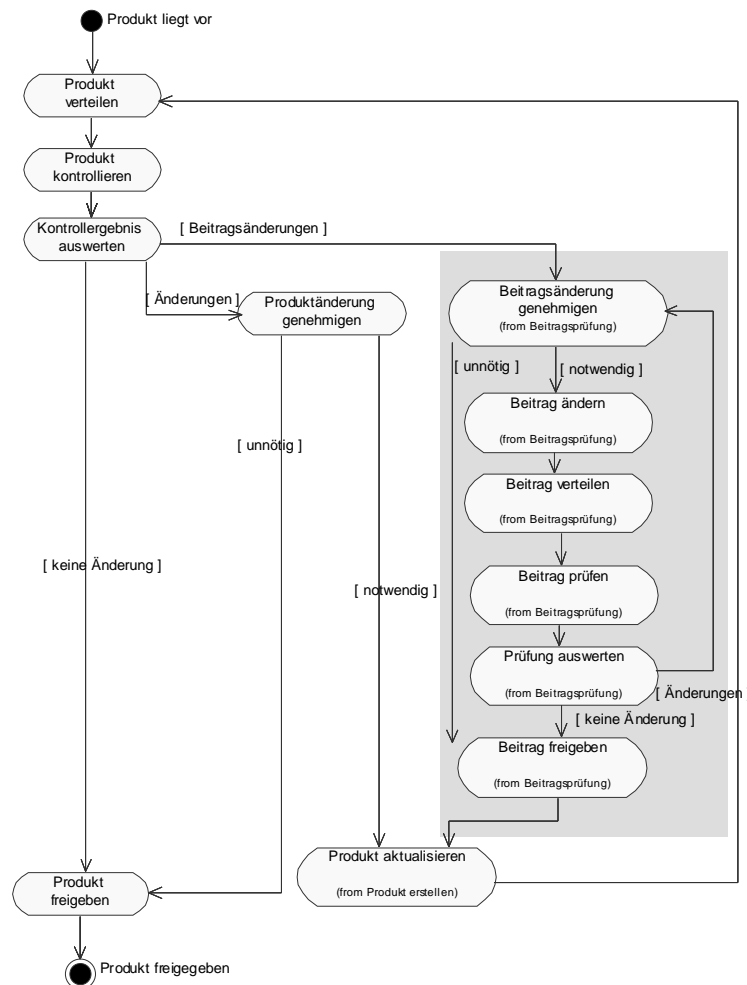 Produkt liegt vor
Produkt
verteilen
Produkt
kontrollieren
Kontrollergebnis
auswerten
[ Beitragsänderungen ]
[ Änderungen ]
Produktänderung
genehmigen
Beitragsänderung
genehmigen
(from Beitragsprüfung)
[ unnötig ]
[ notwendig ]
Beitrag ändern
(from Beitragsprüfung)
[ unnötig ]
Beitrag verteilen
(from Beitragsprüfung)
[ keine Änderung ]
[ notwendig ]
Beitrag prüfen
(from Beitragsprüfung)
Prüfung auswerten
(from Beitragsprüfung)
[ Änderungen
[ keine Änderung ]
Beitrag freigeben
(from Beitragsprüfung)
Produkt aktualisieren
(from Produkt erstellen)
Produkt
freigeben
Produkt freigegeben